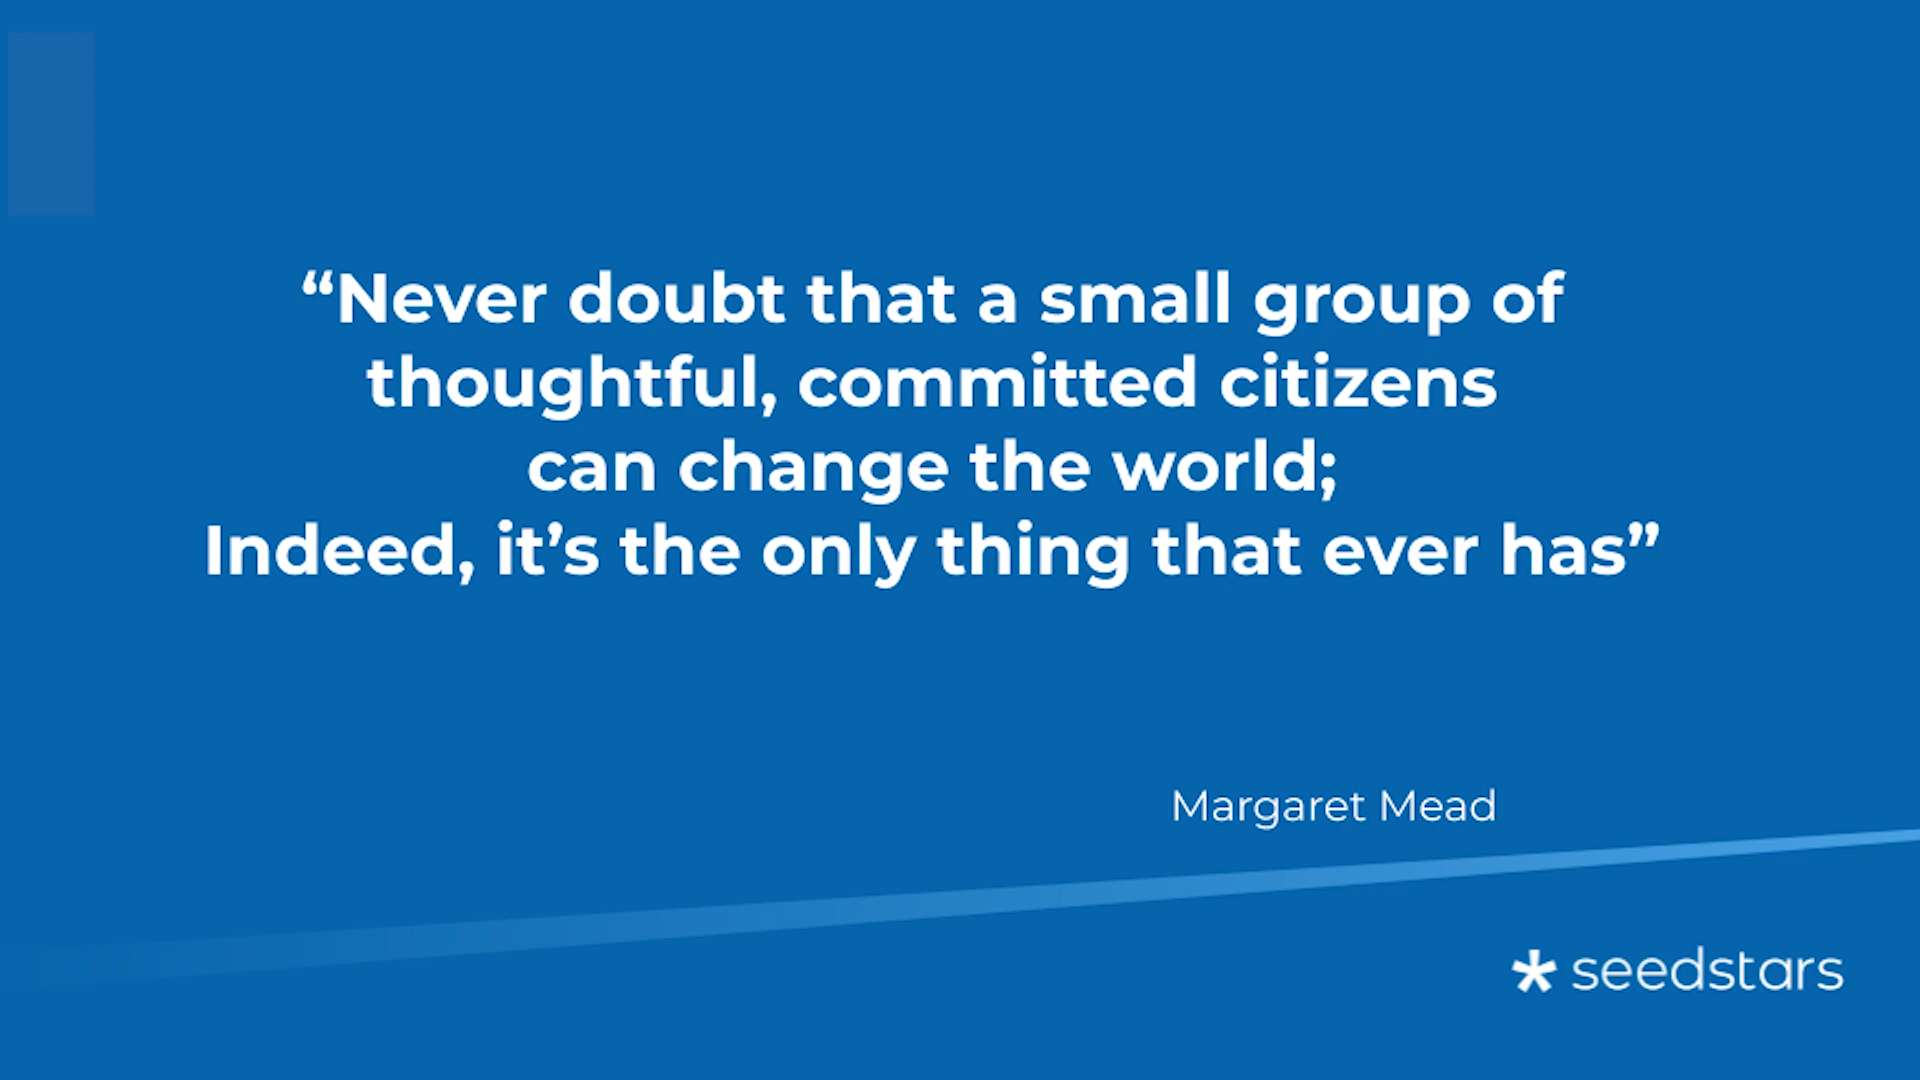 “Never doubt that a small group of
thoughtful, committed citizens
can change the world;
Indeed, it’s the only thing that ever has”
Margaret Mead
seedstars